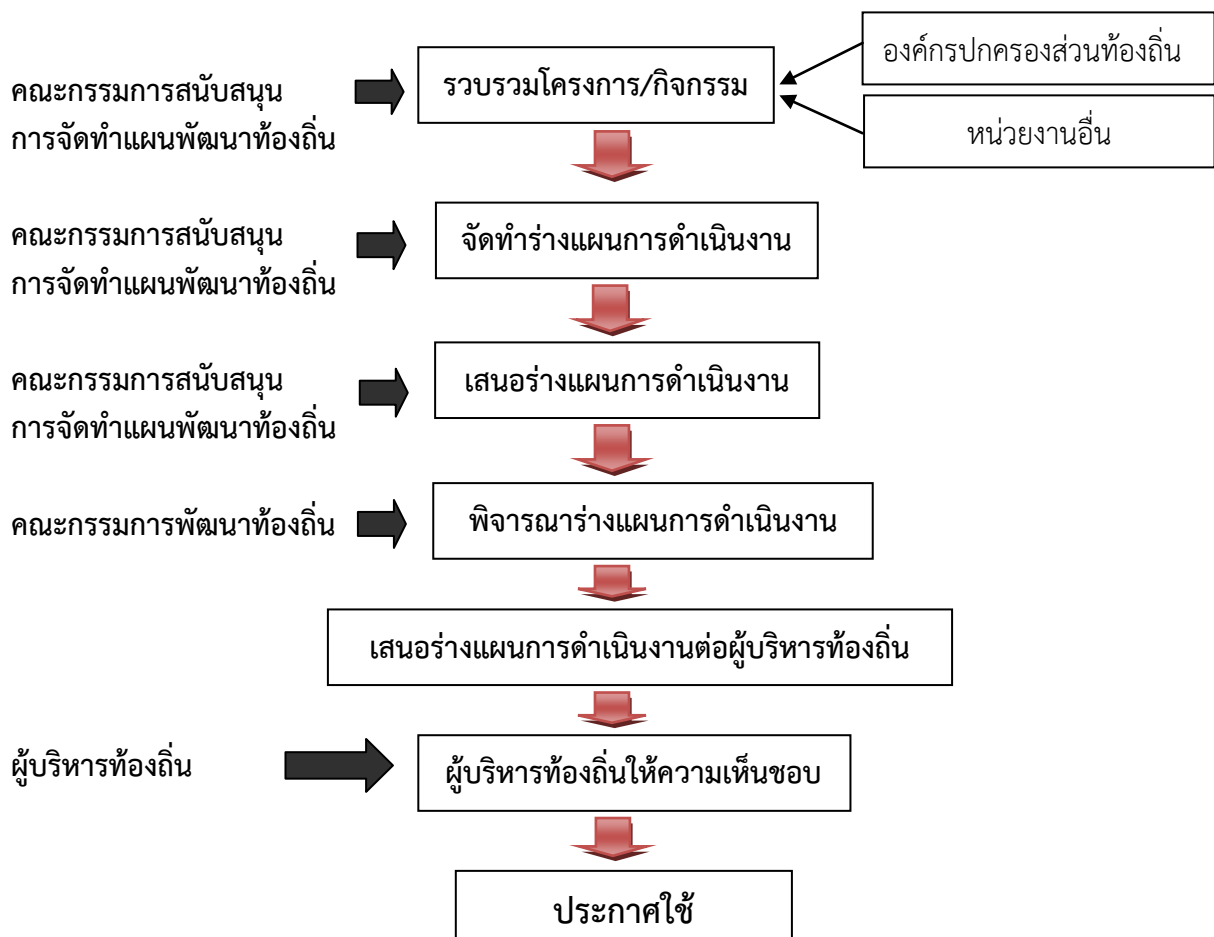 องค์กรปกครองส่วนท้องถิ่น
คณะกรรมการสนับสนุน
การจัดทำแผนพัฒนาท้องถิ่น
รวบรวมโครงการ/กิจกรรม
หน่วยงานอื่น
คณะกรรมการสนับสนุน
การจัดทำแผนพัฒนาท้องถิ่น
จัดทำร่างแผนการดำเนินงาน
คณะกรรมการสนับสนุน
การจัดทำแผนพัฒนาท้องถิ่น
เสนอร่างแผนการดำเนินงาน
คณะกรรมการพัฒนาท้องถิ่น
พิจารณาร่างแผนการดำเนินงาน
เสนอร่างแผนการดำเนินงานต่อผู้บริหารท้องถิ่น
ผู้บริหารท้องถิ่น
ผู้บริหารท้องถิ่นให้ความเห็นชอบ
ประกาศใช้